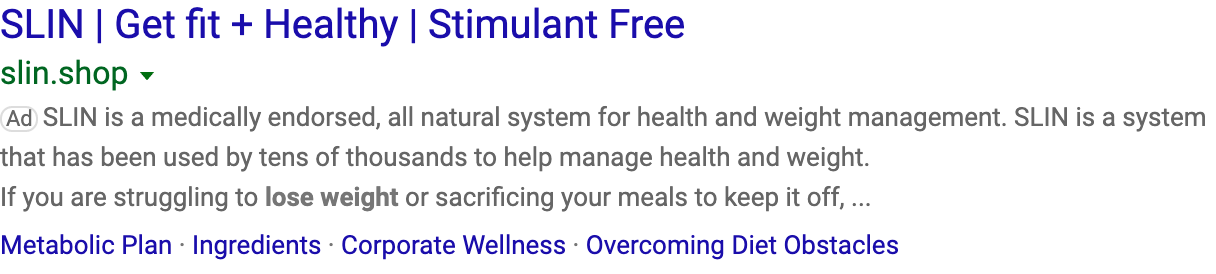 SLIN | Get fit + Healthy | Stimulant Free
slin.shop
Ad SLIN is a medically endorsed, all natural system for health and weight management. SLIN is a system
that has been used by tens of thousands to help manage health and weight.
If you are struggling to lose weight or sacrificing your meals to keep it off, ...
Metabolic Plan · Ingredients · Corporate Wellness · Overcoming Diet Obstacles